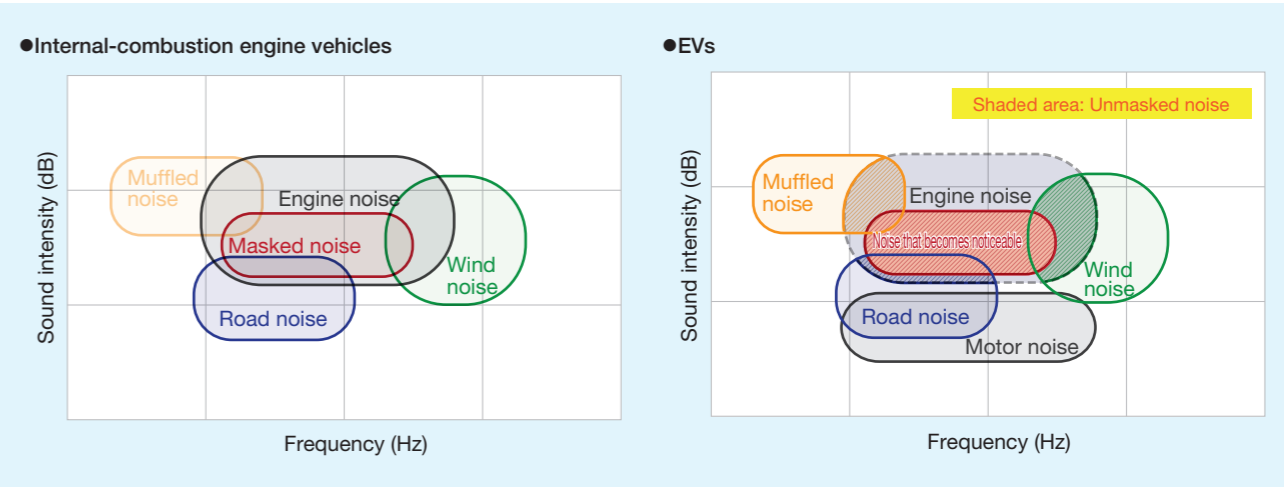 ●Internal-combustion engine vehicles
Sound intensity (dB)
Muffled
noise
Engine noise
Masked noise
Wind
noise
Road noise
Frequency (Hz)
●EVs
Shaded area: Unmasked noise
Sound intensity (dB)
Muffled
noise
Engine noise
Noise that becomes noticeable
Wind
noise
Road noise
Motor noise
Frequency (Hz)